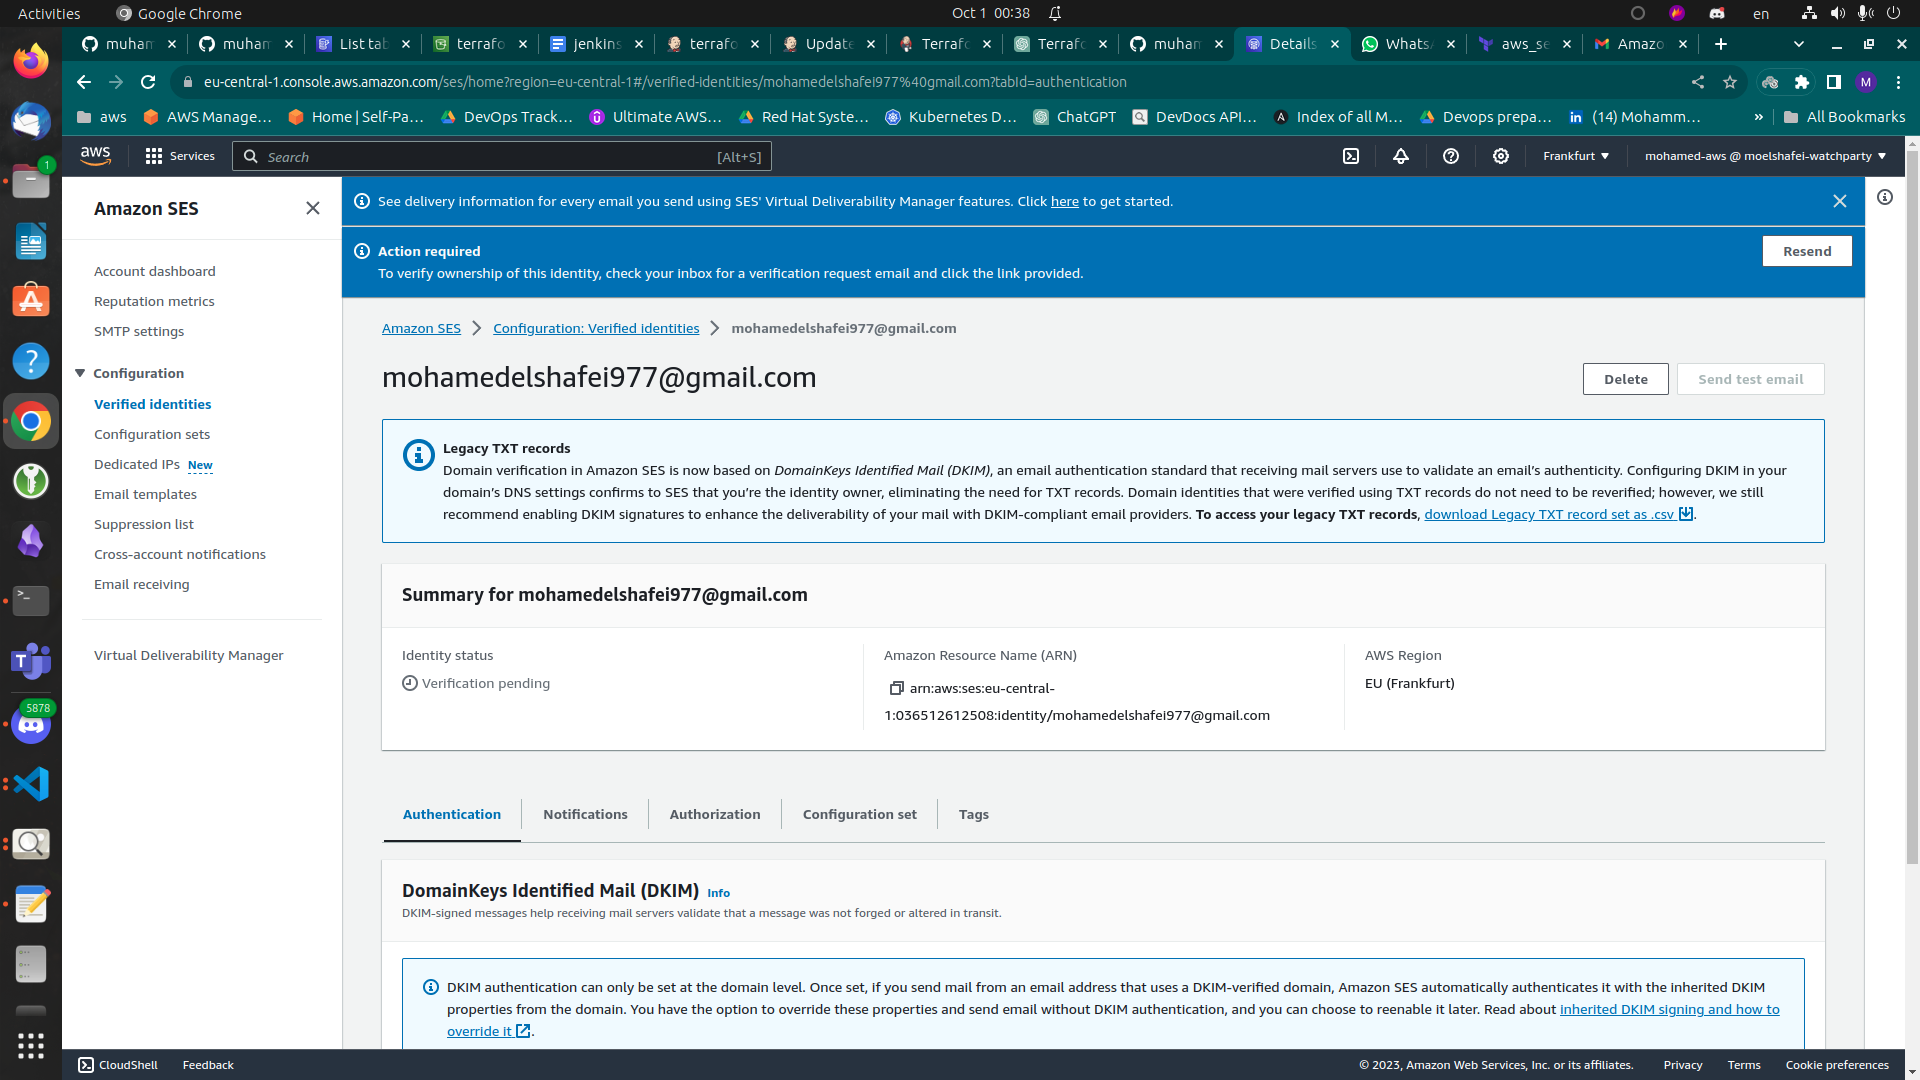 Activities
Google Chrome
Oct 1 00:38
en
muham
muham
List tab
terrafo
jenkins
terrafo
Update
Terrafo
Terrafo
muham
Details
WhatsA
aws_se
Amazo
eu-central-1.console.aws.amazon.com/ses/home?region=eu-central-1#/verified-identities/mohamedelshafei977%40gmail.com?tabId=authentication
M
aws
AWS Manage...
Home | Self-Pa...
DevOps Track...
Ultimate AWS...
Red Hat Syste...
Kubernetes D...
ChatGPT
DevDocs API...
Index of all M...
Devops prepa...
(14) Mohamm...
»
All Bookmarks
aws
Services
Search
[Alt+S]
Frankfurt
mohamed-aws @ moelshafei-watchparty
Amazon SES
Account dashboard
Reputation metrics
SMTP settings
Configuration
Verified identities
Configuration sets
Dedicated IPs New
Email templates
Suppression list
Cross-account notifications
Email receiving
Virtual Deliverability Manager
1
5878
See delivery information for every email you send using SES' Virtual Deliverability Manager features. Click here to get started.
Action required
To verify ownership of this identity, check your inbox for a verification request email and click the link provided.
Resend
Amazon SES
Configuration: Verified identities
mohamedelshafei977@gmail.com
mohamedelshafei977@gmail.com
Delete
Send test email
Legacy TXT records
Domain verification in Amazon SES is now based on DomainKeys Identified Mail (DKIM), an email authentication standard that receiving mail servers use to validate an email’s authenticity. Configuring DKIM in your
domain’s DNS settings confirms to SES that you’re the identity owner, eliminating the need for TXT records. Domain identities that were verified using TXT records do not need to be reverified; however, we still
recommend enabling DKIM signatures to enhance the deliverability of your mail with DKIM-compliant email providers. To access your legacy TXT records, download Legacy TXT record set as .csv.
Summary for mohamedelshafei977@gmail.com
Identity status
Verification pending
Amazon Resource Name (ARN)
arn:aws:ses:eu-central-
1:036512612508:identity/mohamedelshafei977@gmail.com
AWS Region
EU (Frankfurt)
Authentication
Notifications
Authorization
Configuration set
Tags
DomainKeys Identified Mail (DKIM) Info
DKIM-signed messages help receiving mail servers validate that a message was not forged or altered in transit.
DKIM authentication can only be set at the domain level. Once set, if you send mail from an email address that uses a DKIM-verified domain, Amazon SES automatically authenticates it with the inherited DKIM
properties from the domain. You have the option to override these properties and send email without DKIM authentication, and you can choose to reenable it later. Read about inherited DKIM signing and how to
override it.
CloudShell
Feedback
© 2023, Amazon Web Services, Inc. or its affiliates.
Privacy
Terms
Cookie preferences